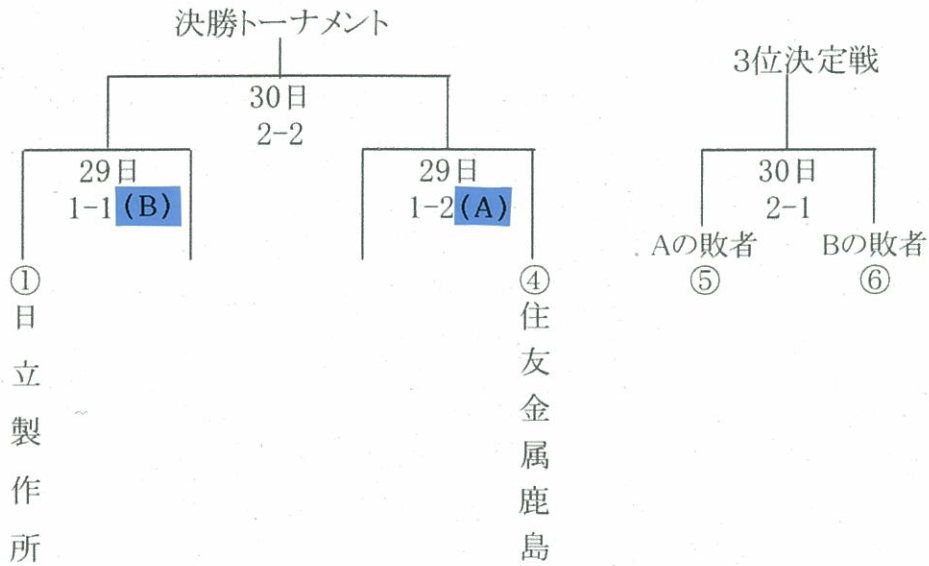 決勝トーナメント
30日
2-2
29日
1-1 (B)
29日
1-2 (A)
①
日立製作所
④
住友金属鹿島
3位決定戦
30日
2-1
Aの敗者
⑤
Bの敗者
⑥